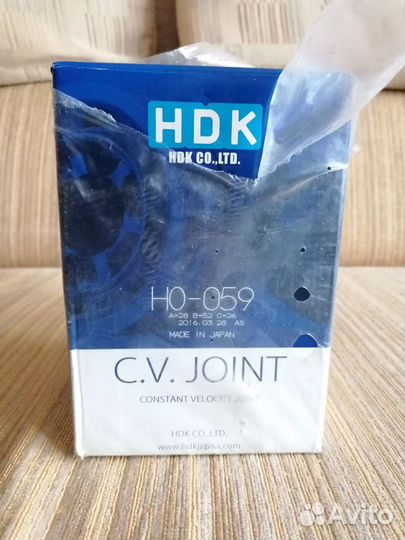 HDK
HDK CO.,LTD.
HO-059
A=28 B=52 C=26
2016.03.28 AS
MADE IN JAPAN
C.V. JOINT
CONSTANT VELOCITY JOINT
HDK CO.,LTD.
www.hdkjapan.com
Avito